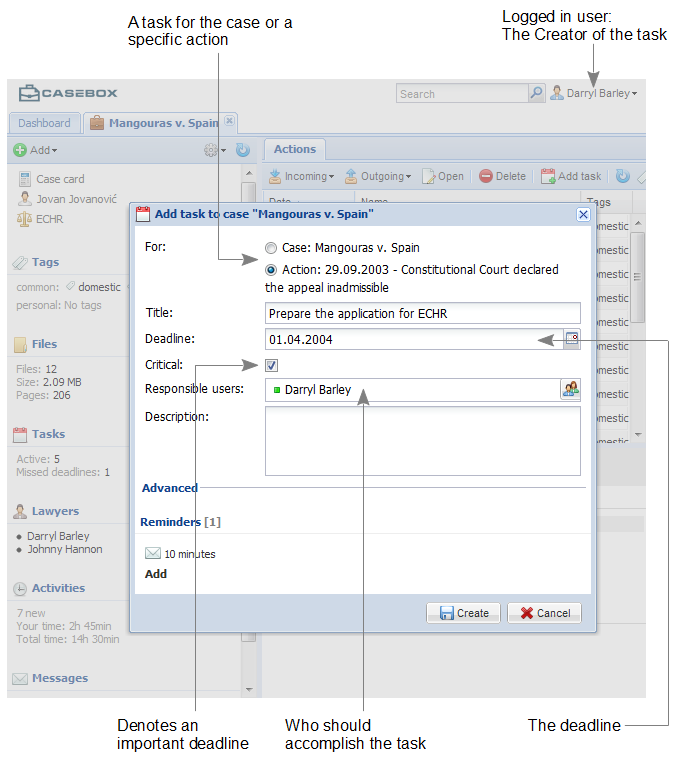 A task for the case or a
specific action
Logged in user:
The Creator of the task
CASEBOX
Search
Darryl Barley
Dashboard
Mangouras v. Spain
Add
Actions
Incoming
Outgoing
Open
Delete
Add task
Case card
Jovan Jovanović
ECHR
Date
Name
Tags
Add task to case "Mangouras v. Spain"
For:
Case: Mangouras v. Spain
Action: 29.09.2003 - Constitutional Court declared
the appeal inadmissible
Title:
Prepare the application for ECHR
Deadline:
01.04.2004
Critical:
Responsible users:
Darryl Barley
Description:
Advanced
Reminders [1]
10 minutes
Add
Create
Cancel
Tags
common: domestic
personal: No tags
Files
Files: 12
Size: 2.09 MB
Pages: 206
Tasks
Active: 5
Missed deadlines: 1
Lawyers
Darryl Barley
Johnny Hannon
Activities
7 new
Your time: 2h 45min
Total time: 14h 30min
Messages
domestic
domestic
domestic
domestic
domestic
domestic
domestic
domestic
domestic
Denotes an
important deadline
Who should
accomplish the task
The deadline